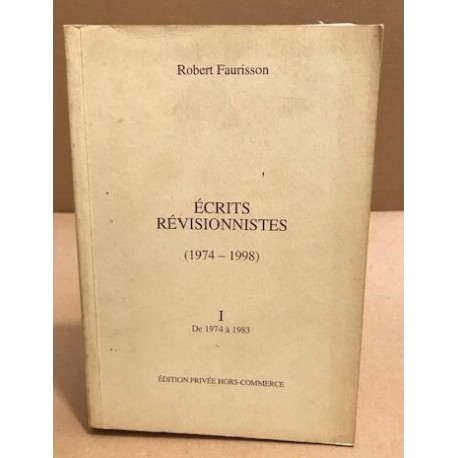 Robert Faurisson
ÉCRITS
RÉVISIONNISTES
(1974 – 1998)
I
De 1974 à 1983
ÉDITION PRIVÉE HORS-COMMERCE